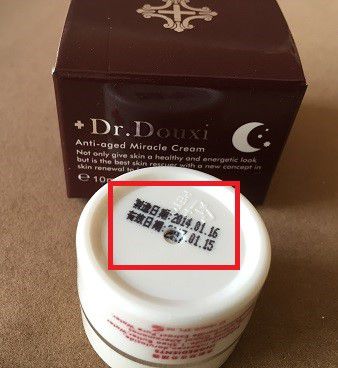 Dr.Douxi
Anti-aged Miracle Cream
Not only give skin a healthy and energetic look
but is the best skin rescuer with a new concept in
skin renewal
℮ 10m
製造日期:2014.01.16
有效日期:2017.01.15
INGREDIENTS